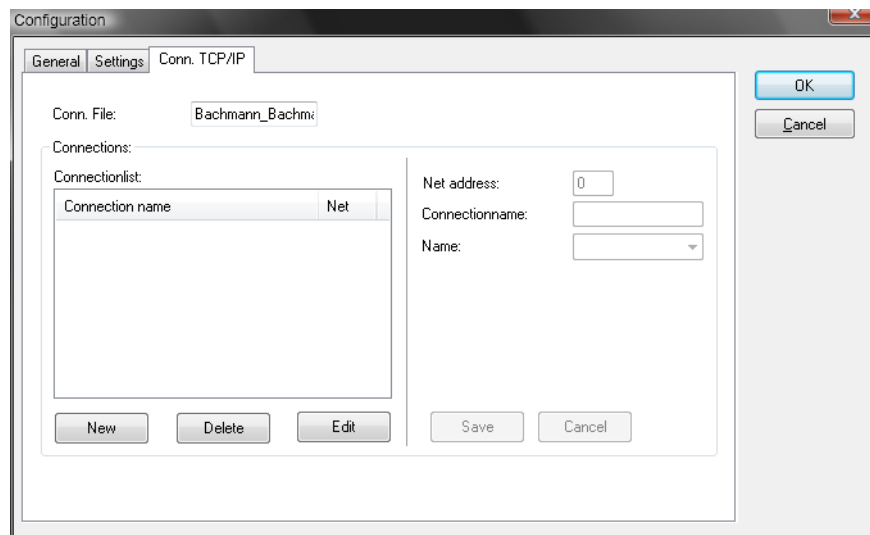 Configuration
General Settings Conn. TCP/IP
OK
Cancel
Conn. File: Bachmann_Bachma
Connections:
Connectionlist:
Connection name Net
Net address: 0
Connectionname:
Name:
New Delete Edit
Save Cancel